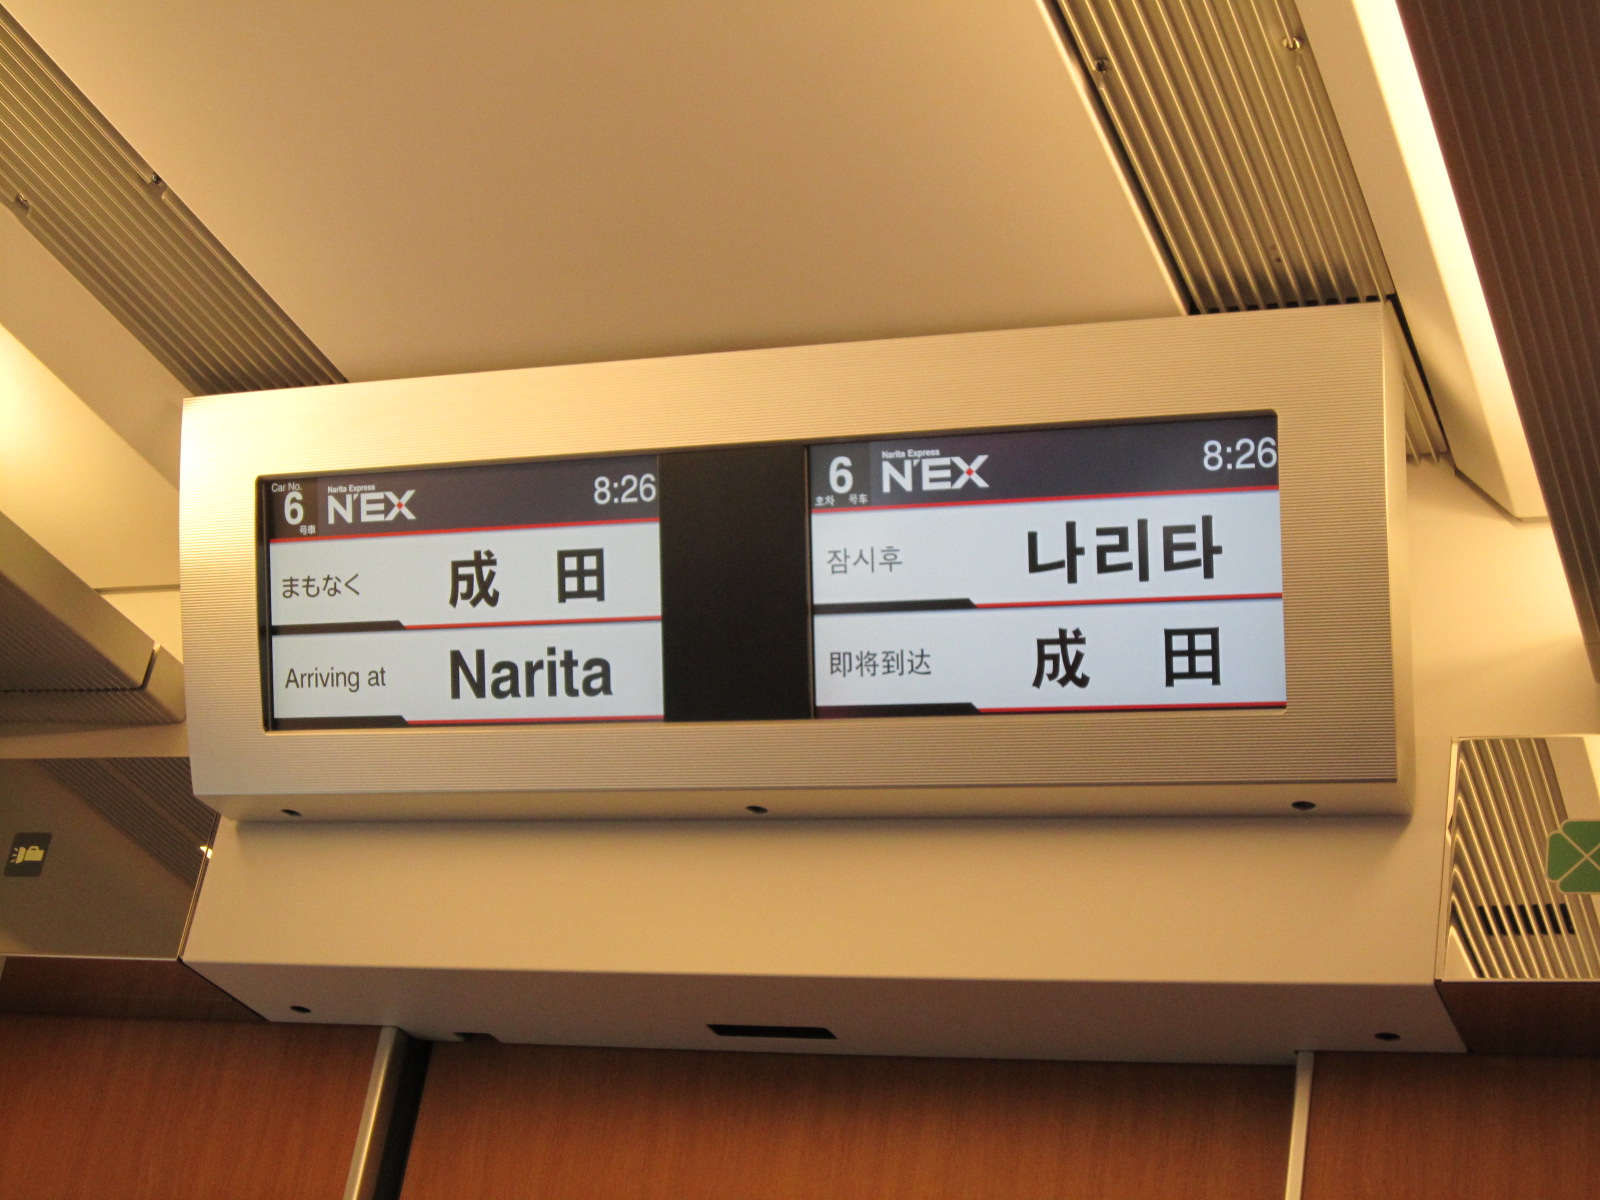 Car No.
6
号車
Narita Express
N'EX
8:26
まもなく
成田
Arriving at
Narita
6
호차 号车
Narita Express
N'EX
8:26
잠시후
나리타
即将到达
成田